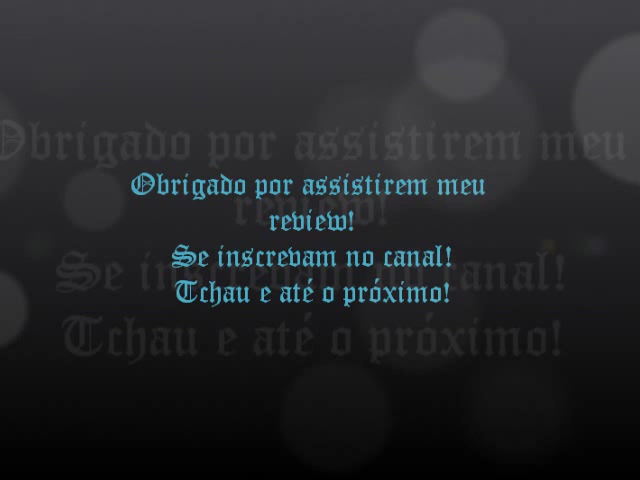 Obrigado por assistirem meu
review!
Se inscrevam no canal!
Tchau e até o próximo!